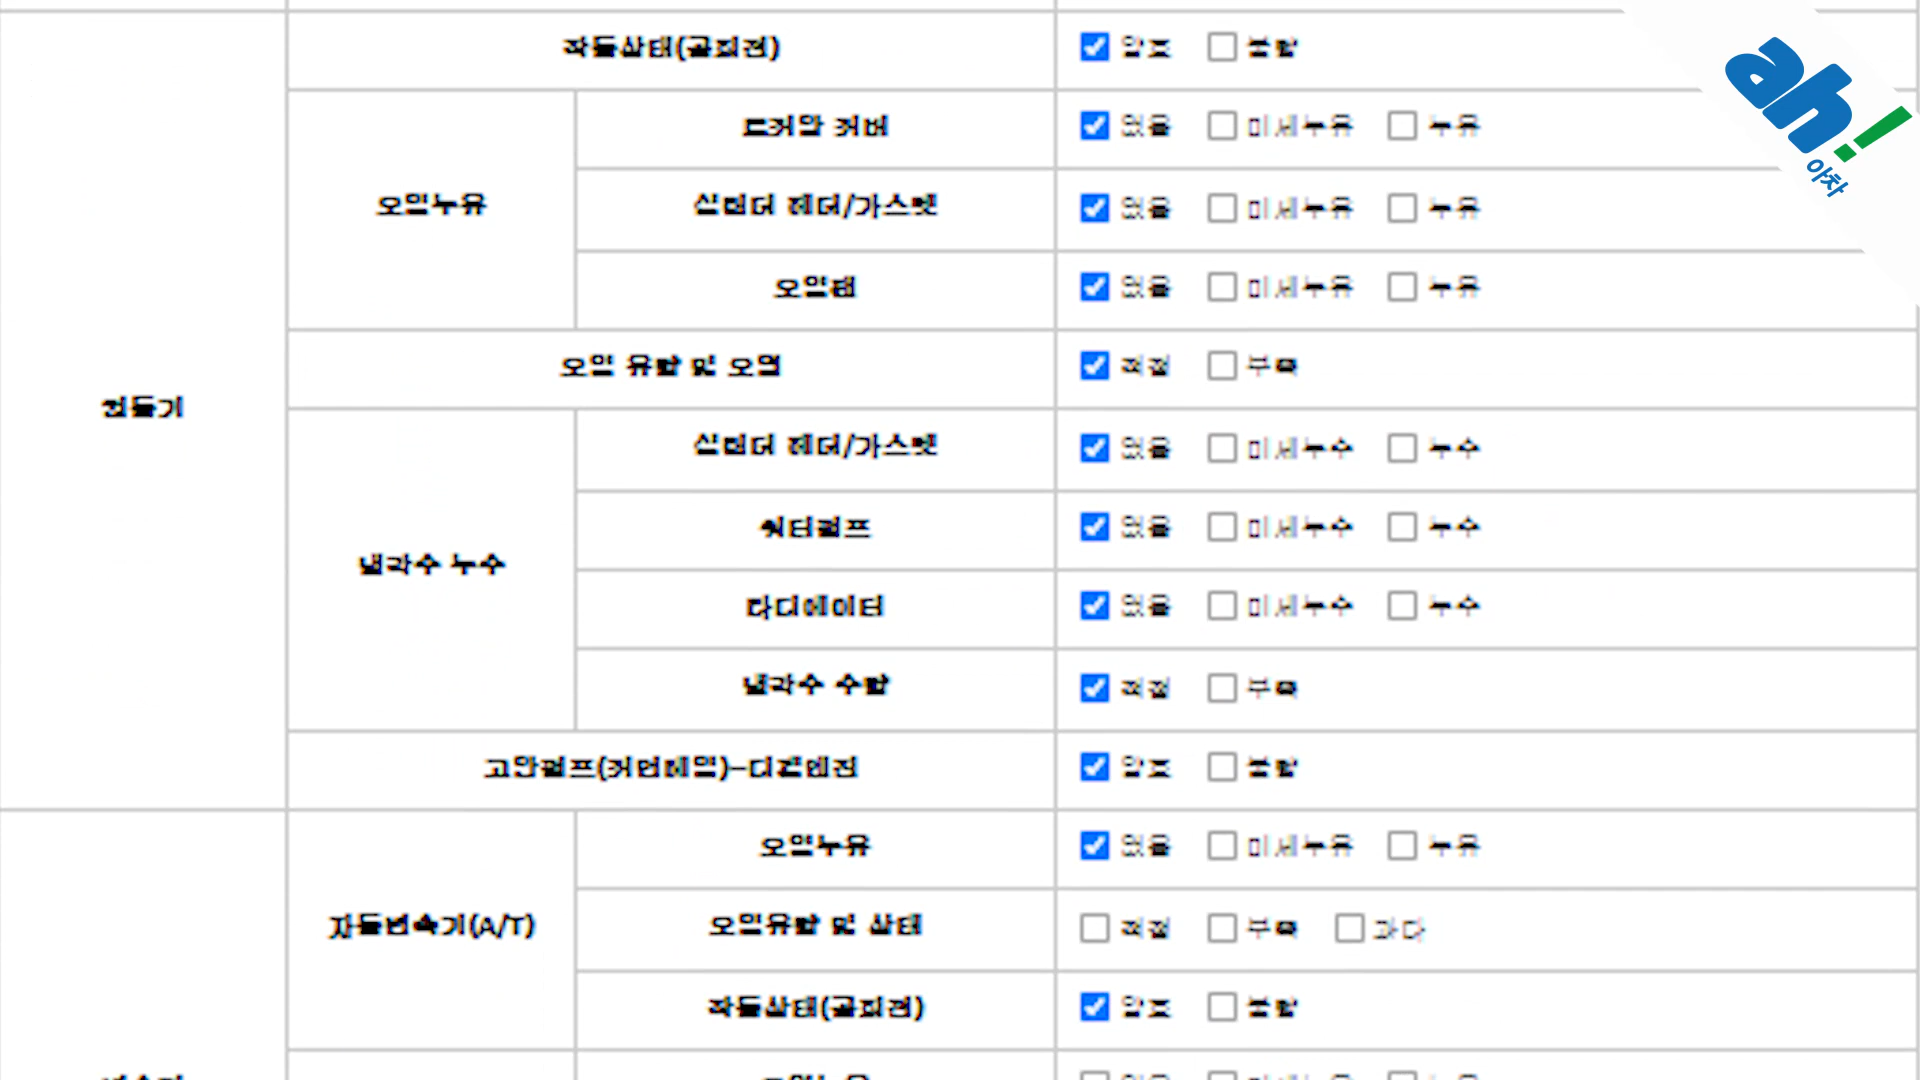 작동상태(공회전) 양호 불량
로커암 커버 없음 미세누유 누유
오일누유 실린더 헤더/가스켓 없음 미세누유 누유
오일팬 없음 미세누유 누유
오일 유량 및 오염 적정 부족
원동기
실린더 헤더/가스켓 없음 미세누수 누수
워터펌프 없음 미세누수 누수
냉각수 누수
라디에이터 없음 미세누수 누수
냉각수 수량 적정 부족
고압펌프(커먼레일)-디젤엔진 양호 불량
오일누유 없음 미세누유 누유
자동변속기(A/T) 오일유량 및 상태 적정 부족 과다
작동상태(공회전) 양호 불량
ah!
아차